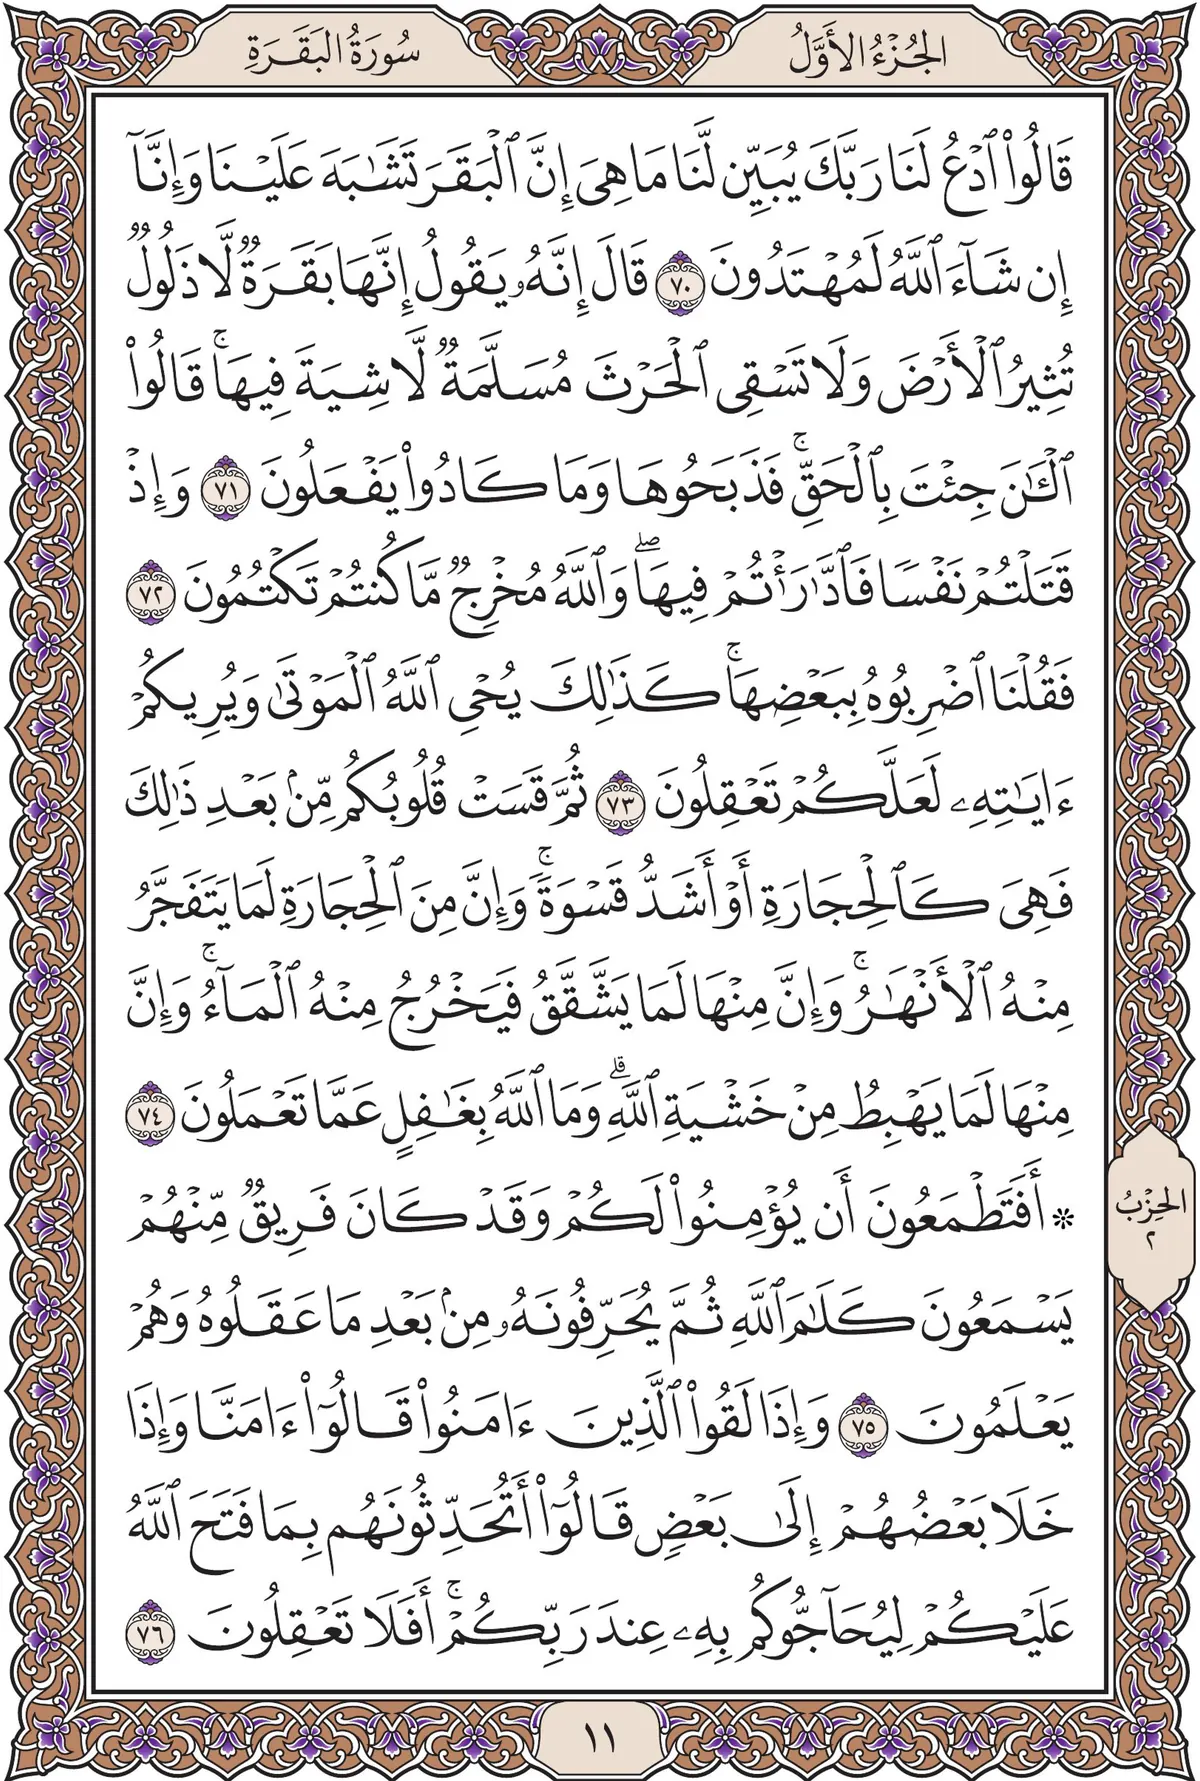 الجُزْءُ الأَوَّلُ
سُورَةُ البَقَرَةِ
قَالُوا۟ ٱدْعُ لَنَا رَبَّكَ يُبَيِّن لَّنَا مَا هِىَ إِنَّ ٱلْبَقَرَ تَشَـٰبَهَ عَلَيْنَا وَإِنَّآ
إِن شَآءَ ٱللَّهُ لَمُهْتَدُونَ ٧٠ قَالَ إِنَّهُۥ يَقُولُ إِنَّهَا بَقَرَةٌ لَّا ذَلُولٌ
تُثِيرُ ٱلْأَرْضَ وَلَا تَسْقِى ٱلْحَرْثَ مُسَلَّمَةٌ لَّا شِيَةَ فِيهَا ۚ قَالُوا۟
ٱلْـَٔـٰنَ جِئْتَ بِٱلْحَقِّ ۚ فَذَبَحُوهَا وَمَا كَادُوا۟ يَفْعَلُونَ ٧١ وَإِذْ
قَتَلْتُمْ نَفْسًا فَٱدَّٰرَْٰٔتُمْ فِيهَا ۖ وَٱللَّهُ مُخْرِجٌ مَّا كُنتُمْ تَكْتُمُونَ ٧٢
فَقُلْنَا ٱضْرِبُوهُ بِبَعْضِهَا ۚ كَذَٰلِكَ يُحْىِ ٱللَّهُ ٱلْمَوْتَىٰ وَيُرِيكُمْ
ءَايَـٰتِهِۦ لَعَلَّكُمْ تَعْقِلُونَ ٧٣ ثُمَّ قَسَتْ قُلُوبُكُم مِّنۢ بَعْدِ ذَٰلِكَ
فَهِىَ كَٱلْحِجَارَةِ أَوْ أَشَدُّ قَسْوَةً ۚ وَإِنَّ مِنَ ٱلْحِجَارَةِ لَمَا يَتَفَجَّرُ
مِنْهُ ٱلْأَنْهَـٰرُ ۚ وَإِنَّ مِنْهَا لَمَا يَشَّقَّقُ فَيَخْرُجُ مِنْهُ ٱلْمَآءُ ۚ وَإِنَّ
مِنْهَا لَمَا يَهْبِطُ مِنْ خَشْيَةِ ٱللَّهِ ۗ وَمَا ٱللَّهُ بِغَـٰفِلٍ عَمَّا تَعْمَلُونَ ٧٤
۞ أَفَتَطْمَعُونَ أَن يُؤْمِنُوا۟ لَكُمْ وَقَدْ كَانَ فَرِيقٌ مِّنْهُمْ
الحِزْبُ
٢
يَسْمَعُونَ كَلَـٰمَ ٱللَّهِ ثُمَّ يُحَرِّفُونَهُۥ مِنۢ بَعْدِ مَا عَقَلُوهُ وَهُمْ
يَعْلَمُونَ ٧٥ وَإِذَا لَقُوا۟ ٱلَّذِينَ ءَامَنُوا۟ قَالُوٓا۟ ءَامَنَّا وَإِذَا
خَلَا بَعْضُهُمْ إِلَىٰ بَعْضٍ قَالُوٓا۟ أَتُحَدِّثُونَهُم بِمَا فَتَحَ ٱللَّهُ
عَلَيْكُمْ لِيُحَآجُّوكُم بِهِۦ عِندَ رَبِّكُمْ ۚ أَفَلَا تَعْقِلُونَ ٧٦
١١